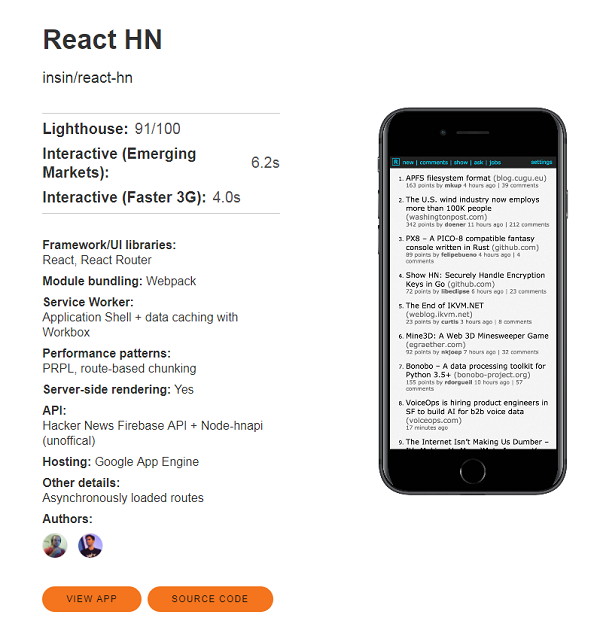 React HN
insin/react-hn
Lighthouse: 91/100
Interactive (Emerging
Markets): 6.2s
Interactive (Faster 3G): 4.0s
Framework/UI libraries:
React, React Router
Module bundling: Webpack
Service Worker:
Application Shell + data caching with
Workbox
Performance patterns:
PRPL, route-based chunking
Server-side rendering: Yes
API:
Hacker News Firebase API + Node-hnapi
(unoffical)
Hosting: Google App Engine
Other details:
Asynchronously loaded routes
Authors:
VIEW APP
SOURCE CODE
R new | comments | show | ask | jobs settings
1. APFS filesystem format (blog.cugu.eu)
163 points by mkup 4 hours ago | 39 comments
2. The U.S. wind industry now employs
more than 100K people
(washingtonpost.com)
342 points by doener 11 hours ago | 212 comments
3. PX8 – A PICO-8 compatible fantasy
console written in Rust (github.com)
89 points by felipebueno 4 hours ago | 4
comments
4. Show HN: Securely Handle Encryption
Keys in Go (github.com)
72 points by libeclipse 6 hours ago | 23 comments
5. The End of IKVM.NET
(weblog.ikvm.net)
23 points by curtis 3 hours ago | 8 comments
6. Mine3D: A Web 3D Minesweeper Game
(egraether.com)
92 points by nkjoep 7 hours ago | 32 comments
7. Bonobo – A data processing toolkit for
Python 3.5+ (bonobo-project.org)
155 points by rdorgueil 10 hours ago | 57
comments
8. VoiceOps is hiring product engineers in
SF to build AI for b2b voice data
(voiceops.com)
17 minutes ago
9. The Internet Isn't Making Us Dumber –